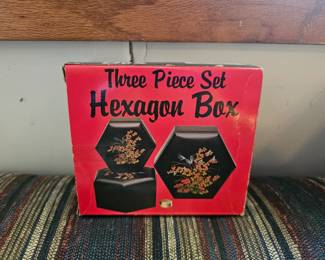 Three Piece Set
Hexagon Box